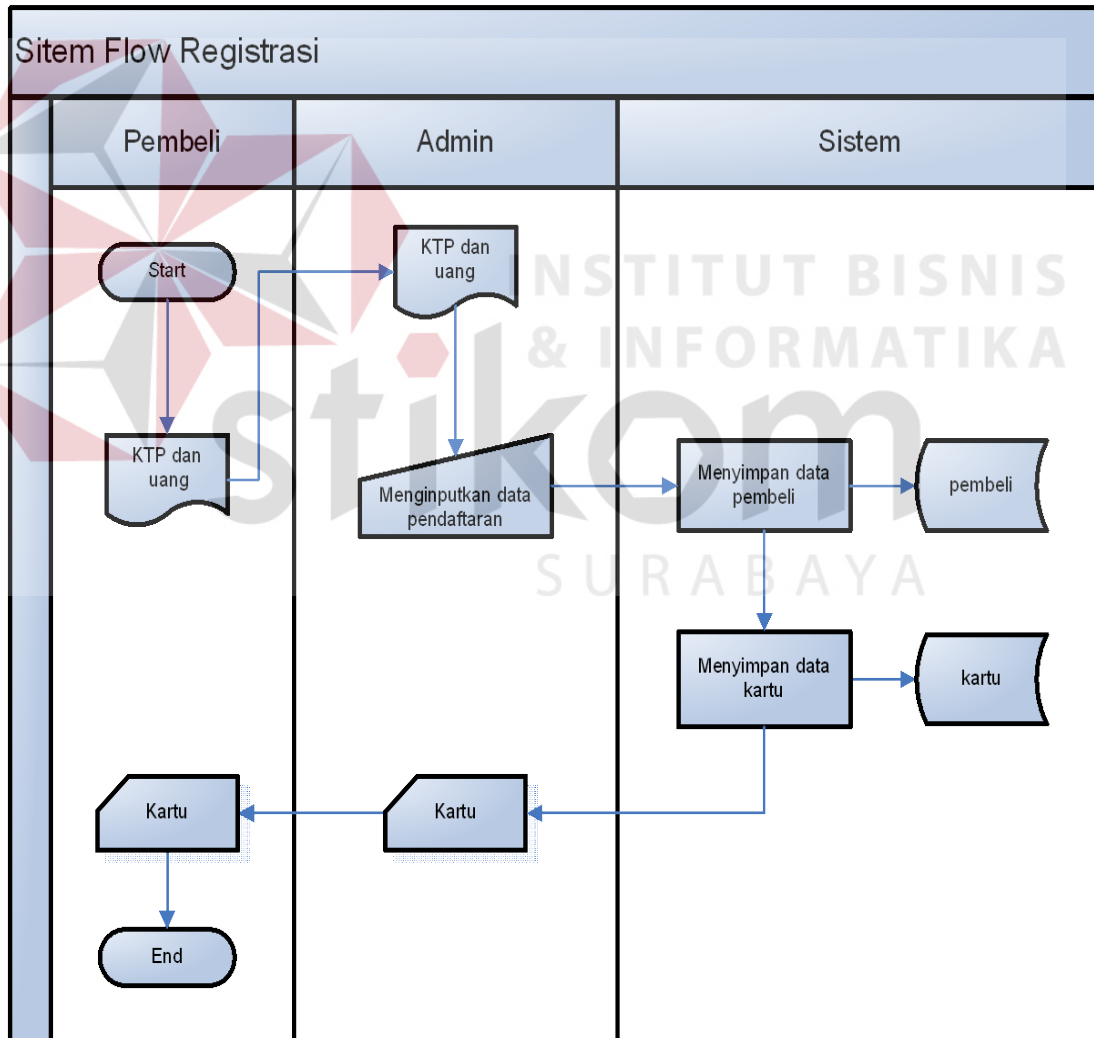 Sitem Flow Registrasi
Pembeli
Admin
Sistem
Start
KTP dan
uang
KTP dan
uang
Menginputkan data
pendaftaran
Menyimpan data
pembeli
pembeli
Menyimpan data
kartu
kartu
Kartu
Kartu
End
INSTITUT BISNIS
& INFORMATIKA
stikom
SURABAYA